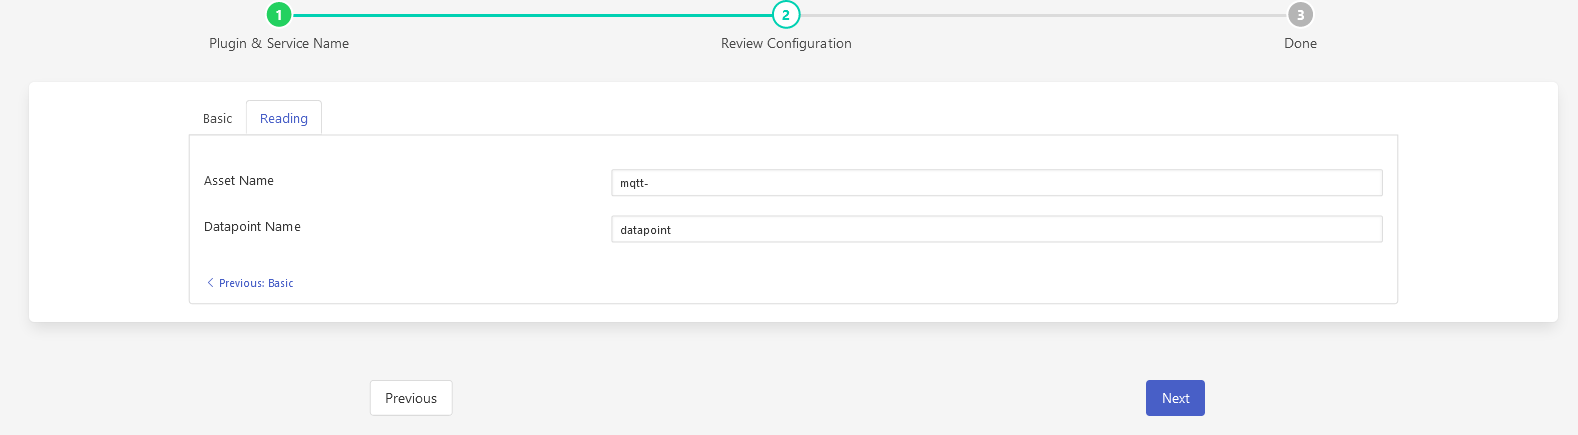 1 2 3
Plugin & Service Name Review Configuration Done
Basic Reading
Asset Name mqtt-
Datapoint Name datapoint
Previous: Basic
Previous Next